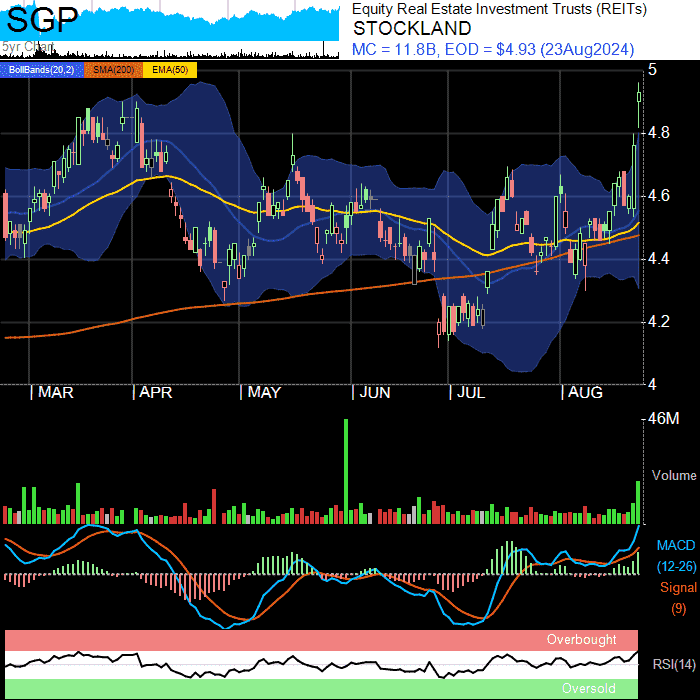 SGP
5yr Chart
Equity Real Estate Investment Trusts (REITs)
STOCKLAND
MC = 11.8B, EOD = $4.93 (23Aug2024)
BollBands(20,2) SMA(200) EMA(50)
5
4.8
4.6
4.4
4.2
4
MAR APR MAY JUN JUL AUG
46M
Volume
MACD
(12-26)
Signal
(9)
Overbought
RSI(14)
Oversold